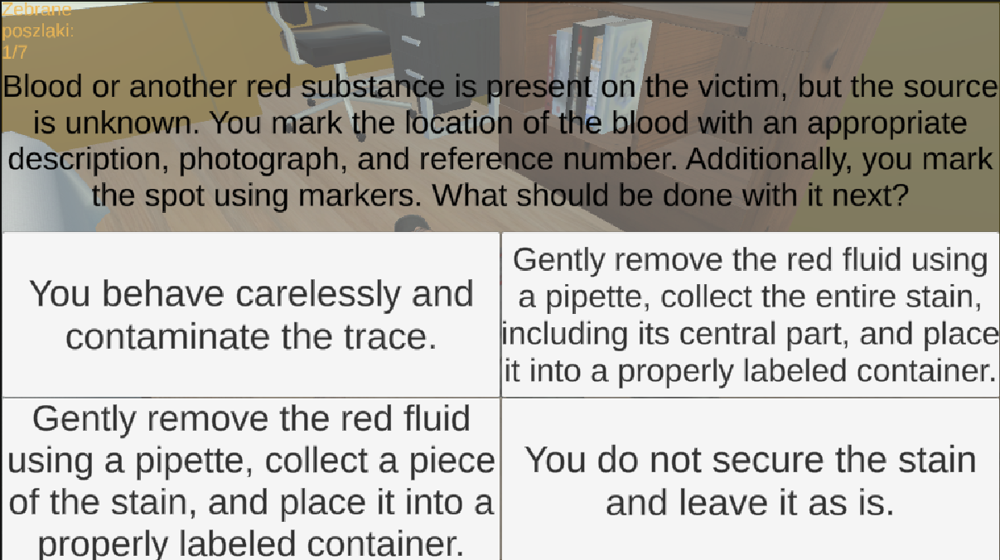 Zebrane
poszlaki:
1/7
Blood or another red substance is present on the victim, but the source
is unknown. You mark the location of the blood with an appropriate
description, photograph, and reference number. Additionally, you mark
the spot using markers. What should be done with it next?
You behave carelessly and
contaminate the trace.
Gently remove the red fluid using
a pipette, collect the entire stain,
including its central part, and place
it into a properly labeled container.
Gently remove the red fluid
using a pipette, collect a piece
of the stain, and place it into a
properly labeled container.
You do not secure the stain
and leave it as is.